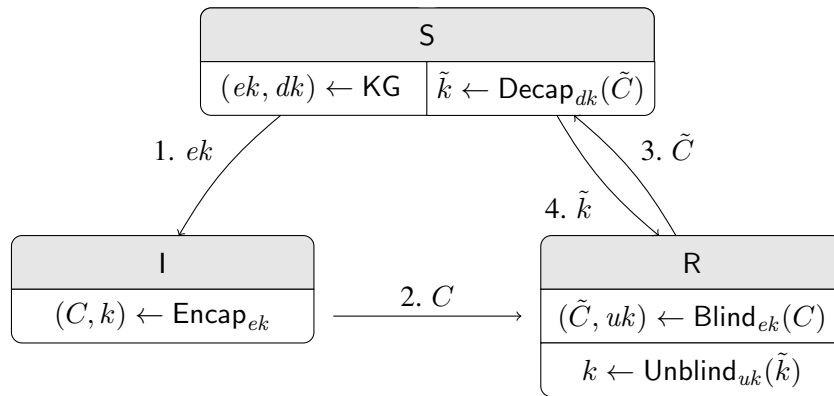 S
(ek, dk) ← KG
k̃ ← Decap_dk(C̃)
1. ek
3. C̃
4. k̃
I
(C, k) ← Encap_ek
2. C
R
(C̃, uk) ← Blind_ek(C)
k ← Unblind_uk(k̃)